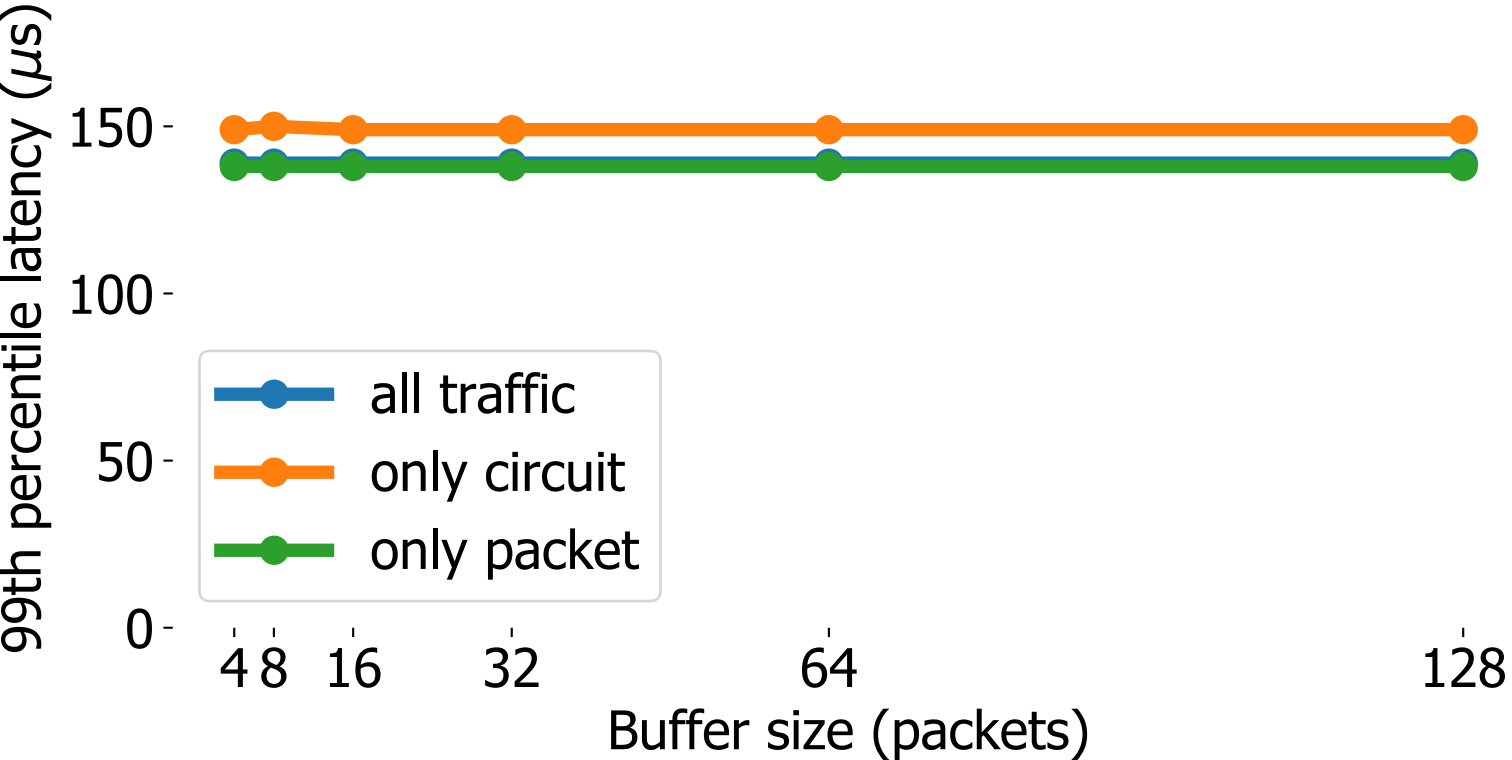 99th percentile latency (μs)
150
100
50
0
all traffic
only circuit
only packet
4 8 16 32 64 128
Buffer size (packets)